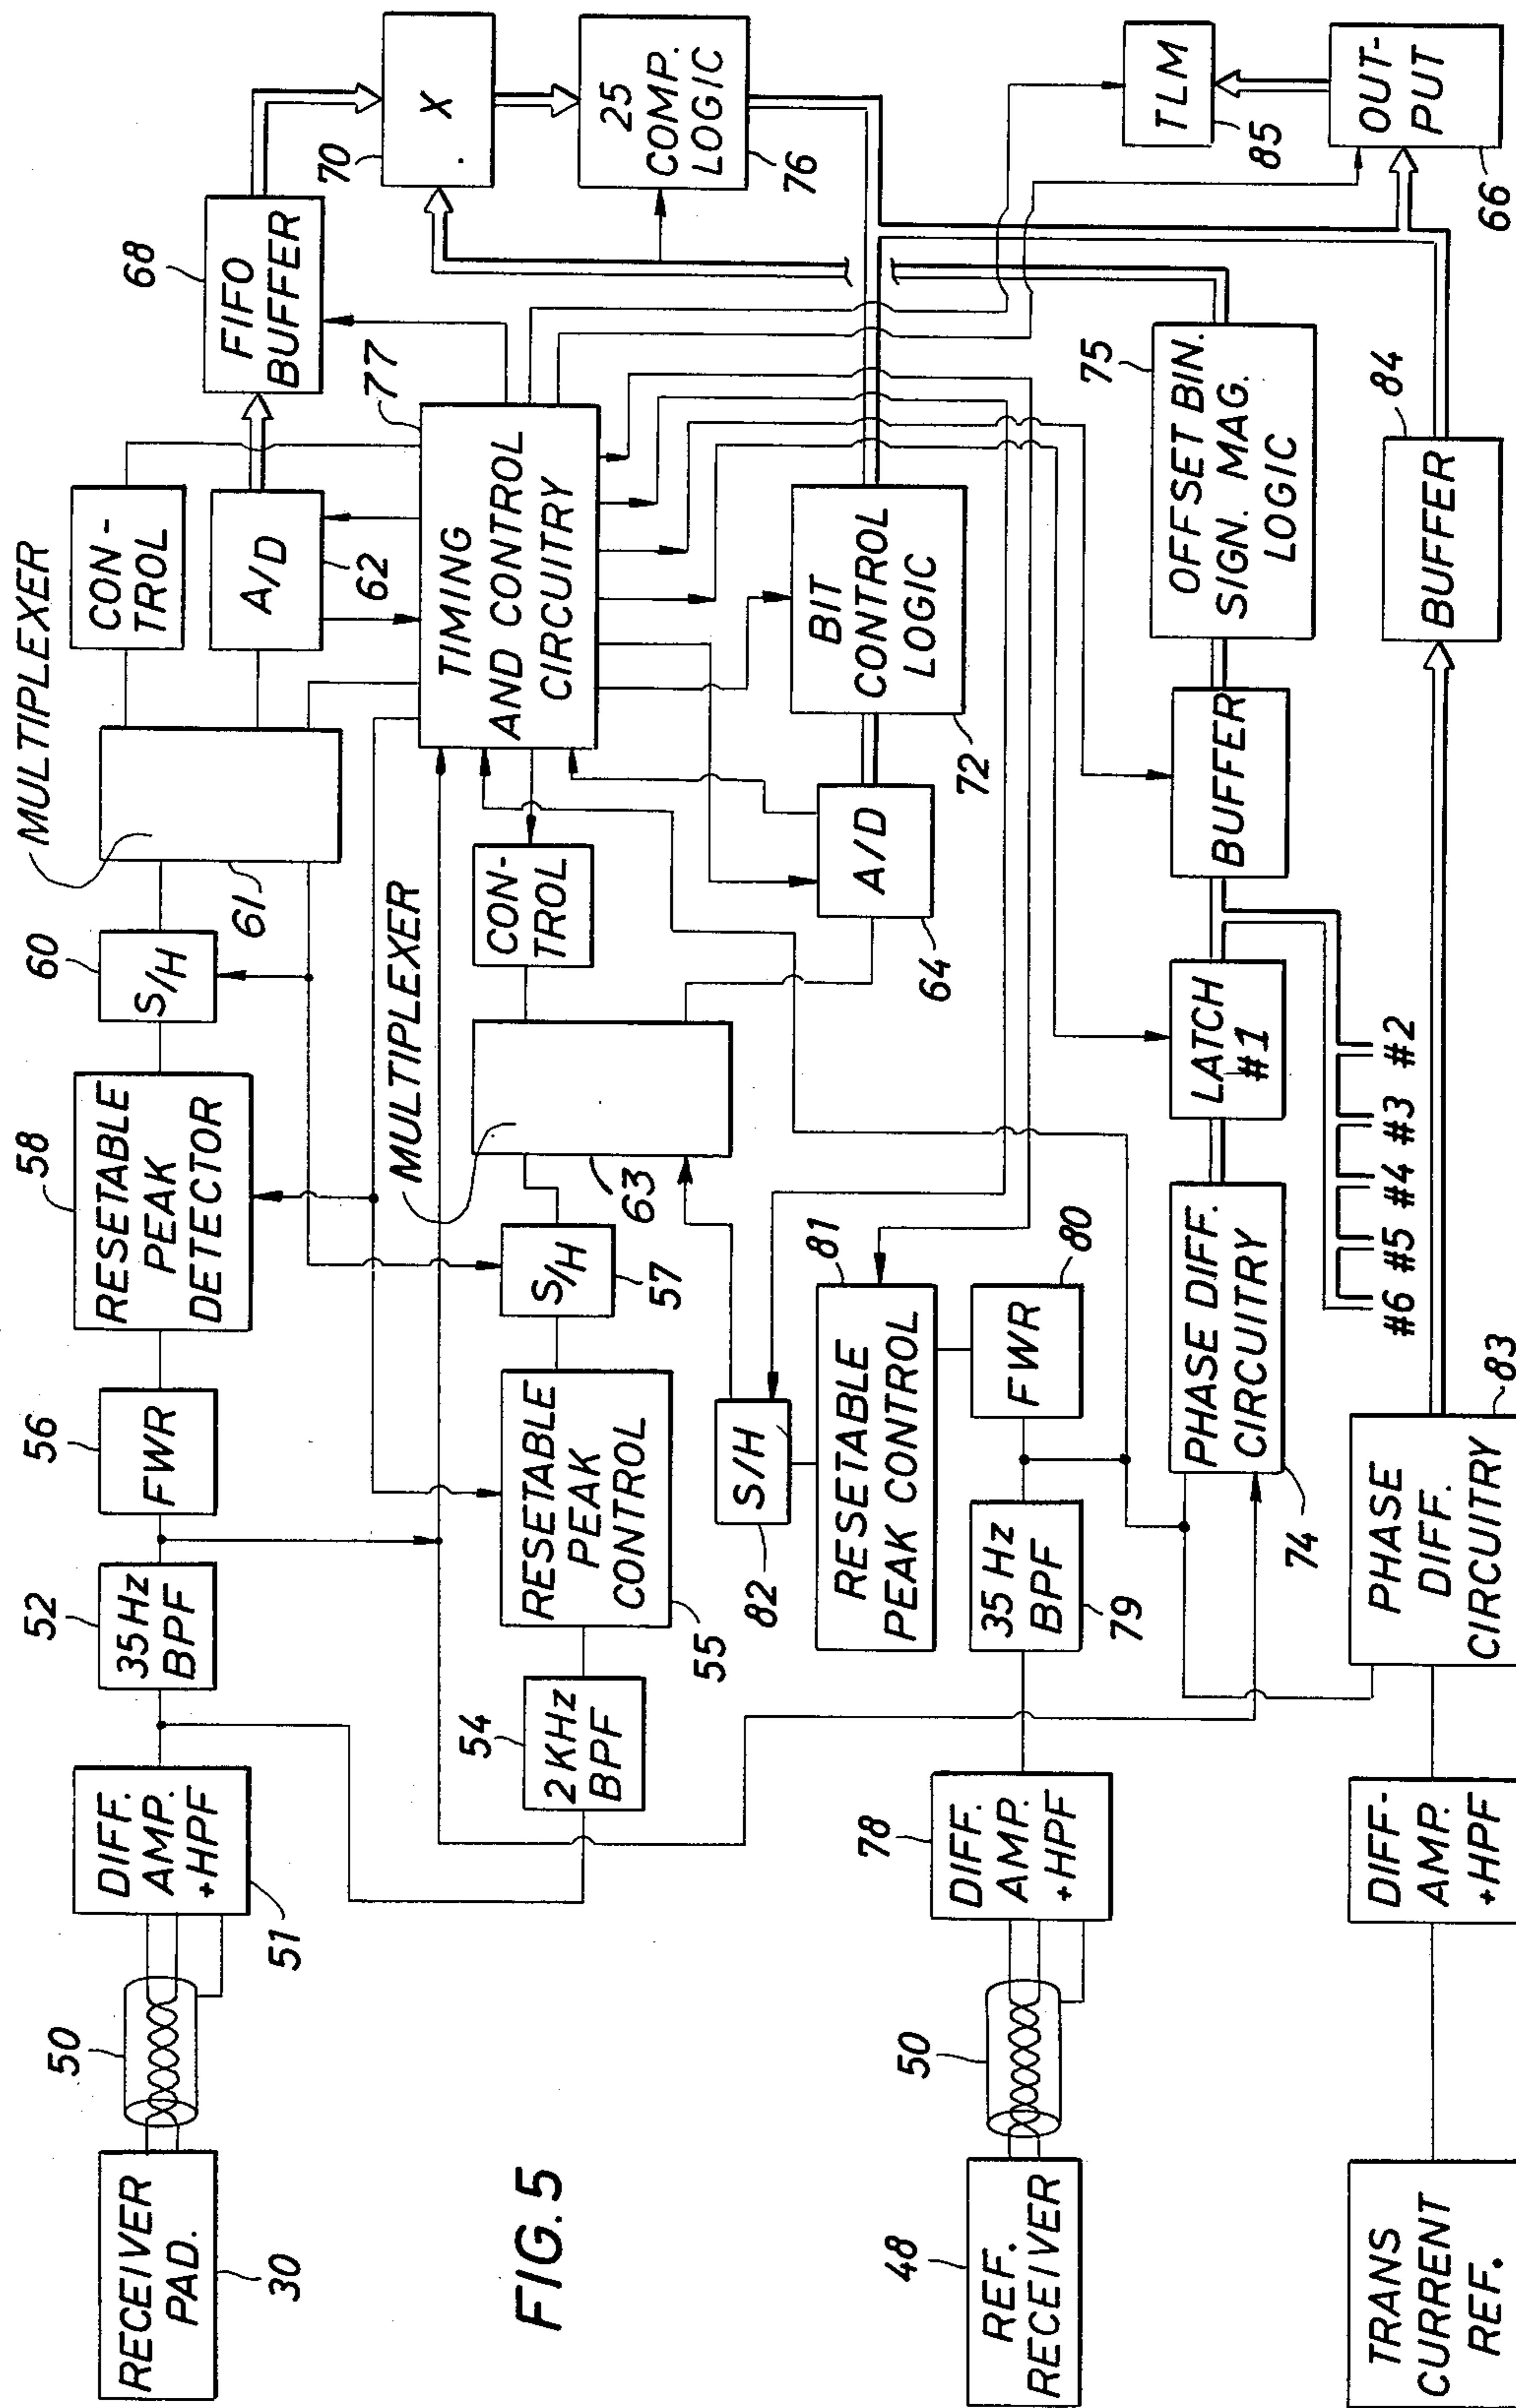 RECEIVER
PAD.
30
50
DIFF.
AMP.
+HPF
51
35 Hz
BPF
52
FWR
56
RESETABLE
PEAK
DETECTOR
58
S/H
60
MULTIPLEXER
61
CON-
TROL
A/D
62
FIFO
BUFFER
68
. X
70
25
COMP.
LOGIC
76
2 KHz
BPF
54
RESETABLE
PEAK
CONTROL
55
S/H
57
MULTIPLEXER
63
CON-
TROL
TIMING
AND CONTROL
CIRCUITRY
77
A/D
64
BIT
CONTROL
LOGIC
72
TLM
85
OUT-
PUT
66
FIG. 5
REF.
RECEIVER
48
50
DIFF.
AMP.
+HPF
78
35 Hz
BPF
79
FWR
80
RESETABLE
PEAK CONTROL
81
S/H
82
PHASE DIFF.
CIRCUITRY
74
LATCH
#1
#6 #5 #4 #3 #2
BUFFER
OFFSET BIN.
SIGN. MAG.
LOGIC
75
TRANS
CURRENT
REF.
DIFF-
AMP.
+HPF
PHASE
DIFF.
CIRCUITRY
83
BUFFER
84